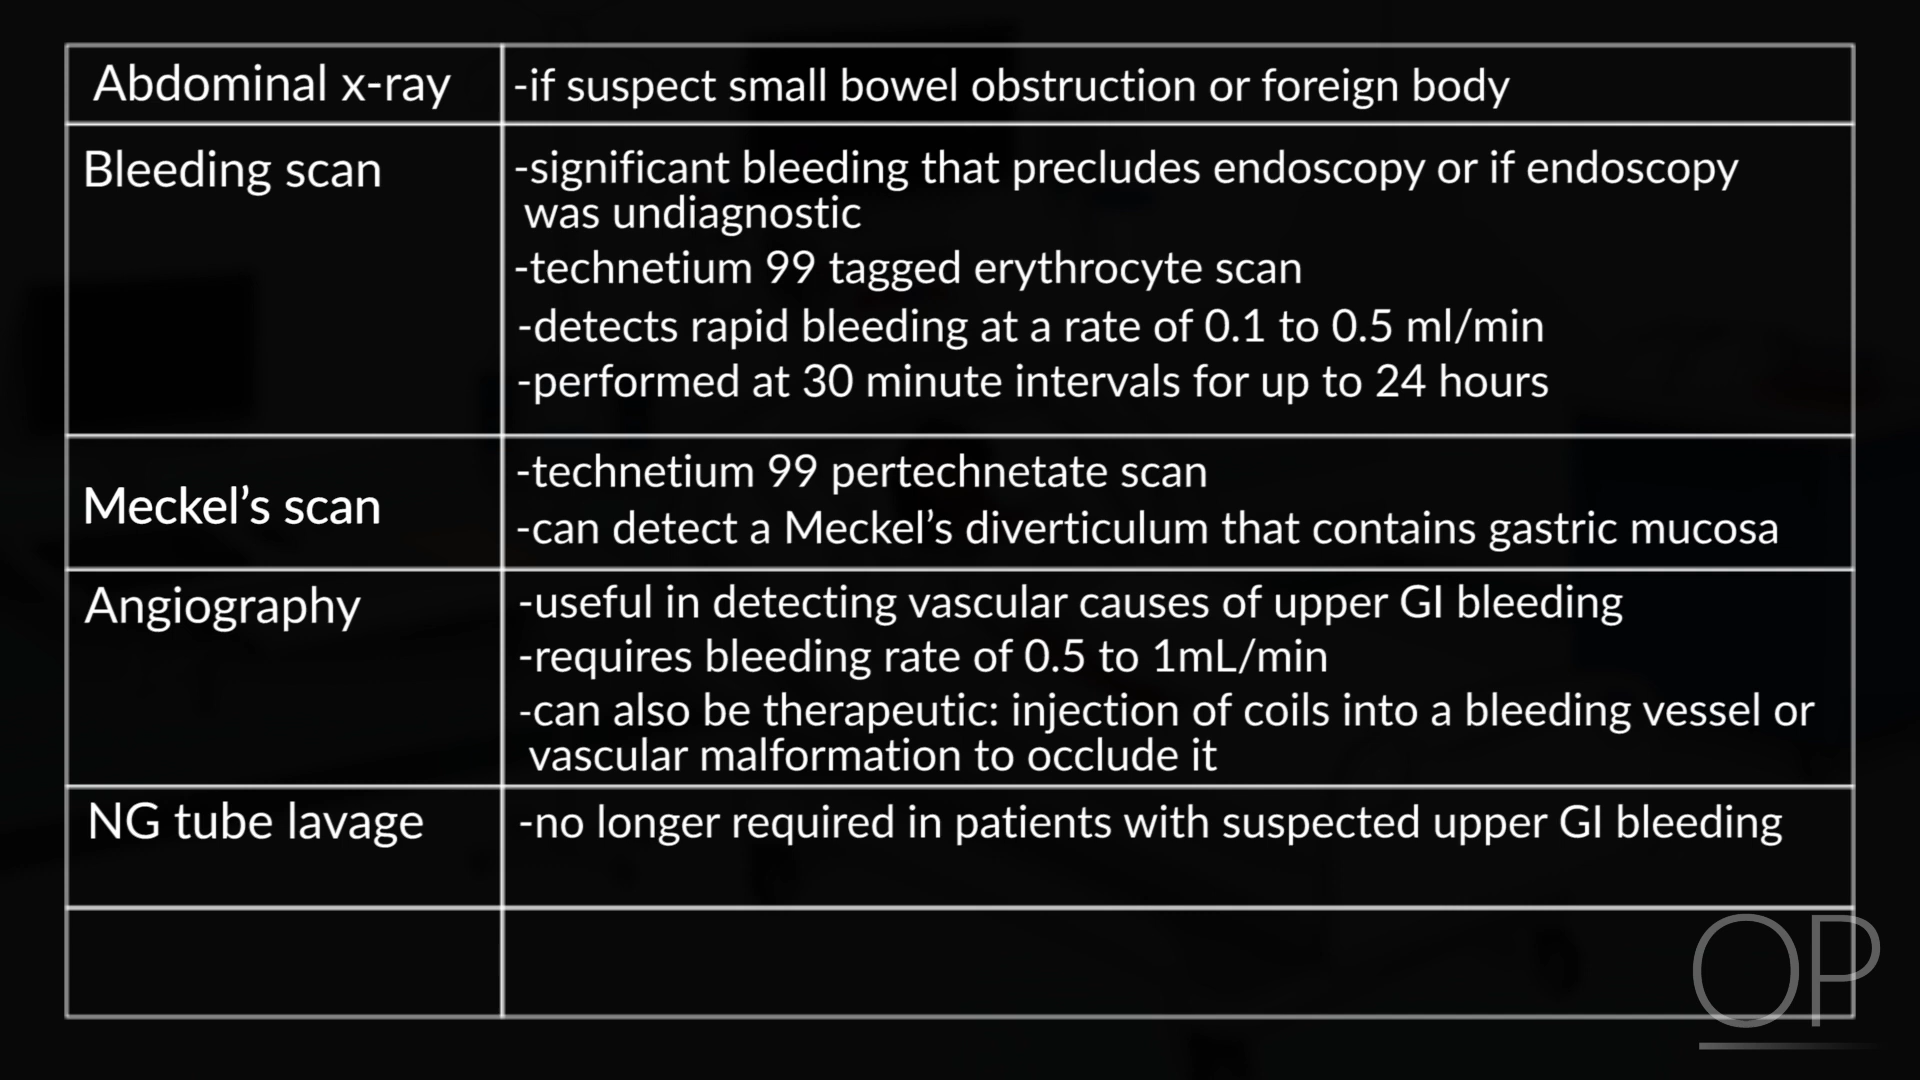 Abdominal x-ray
-if suspect small bowel obstruction or foreign body
Bleeding scan
-significant bleeding that precludes endoscopy or if endoscopy
was undiagnostic
-technetium 99 tagged erythrocyte scan
-detects rapid bleeding at a rate of 0.1 to 0.5 ml/min
-performed at 30 minute intervals for up to 24 hours
Meckel’s scan
-technetium 99 pertechnetate scan
-can detect a Meckel’s diverticulum that contains gastric mucosa
Angiography
-useful in detecting vascular causes of upper GI bleeding
-requires bleeding rate of 0.5 to 1mL/min
-can also be therapeutic: injection of coils into a bleeding vessel or
vascular malformation to occlude it
NG tube lavage
-no longer required in patients with suspected upper GI bleeding
OP